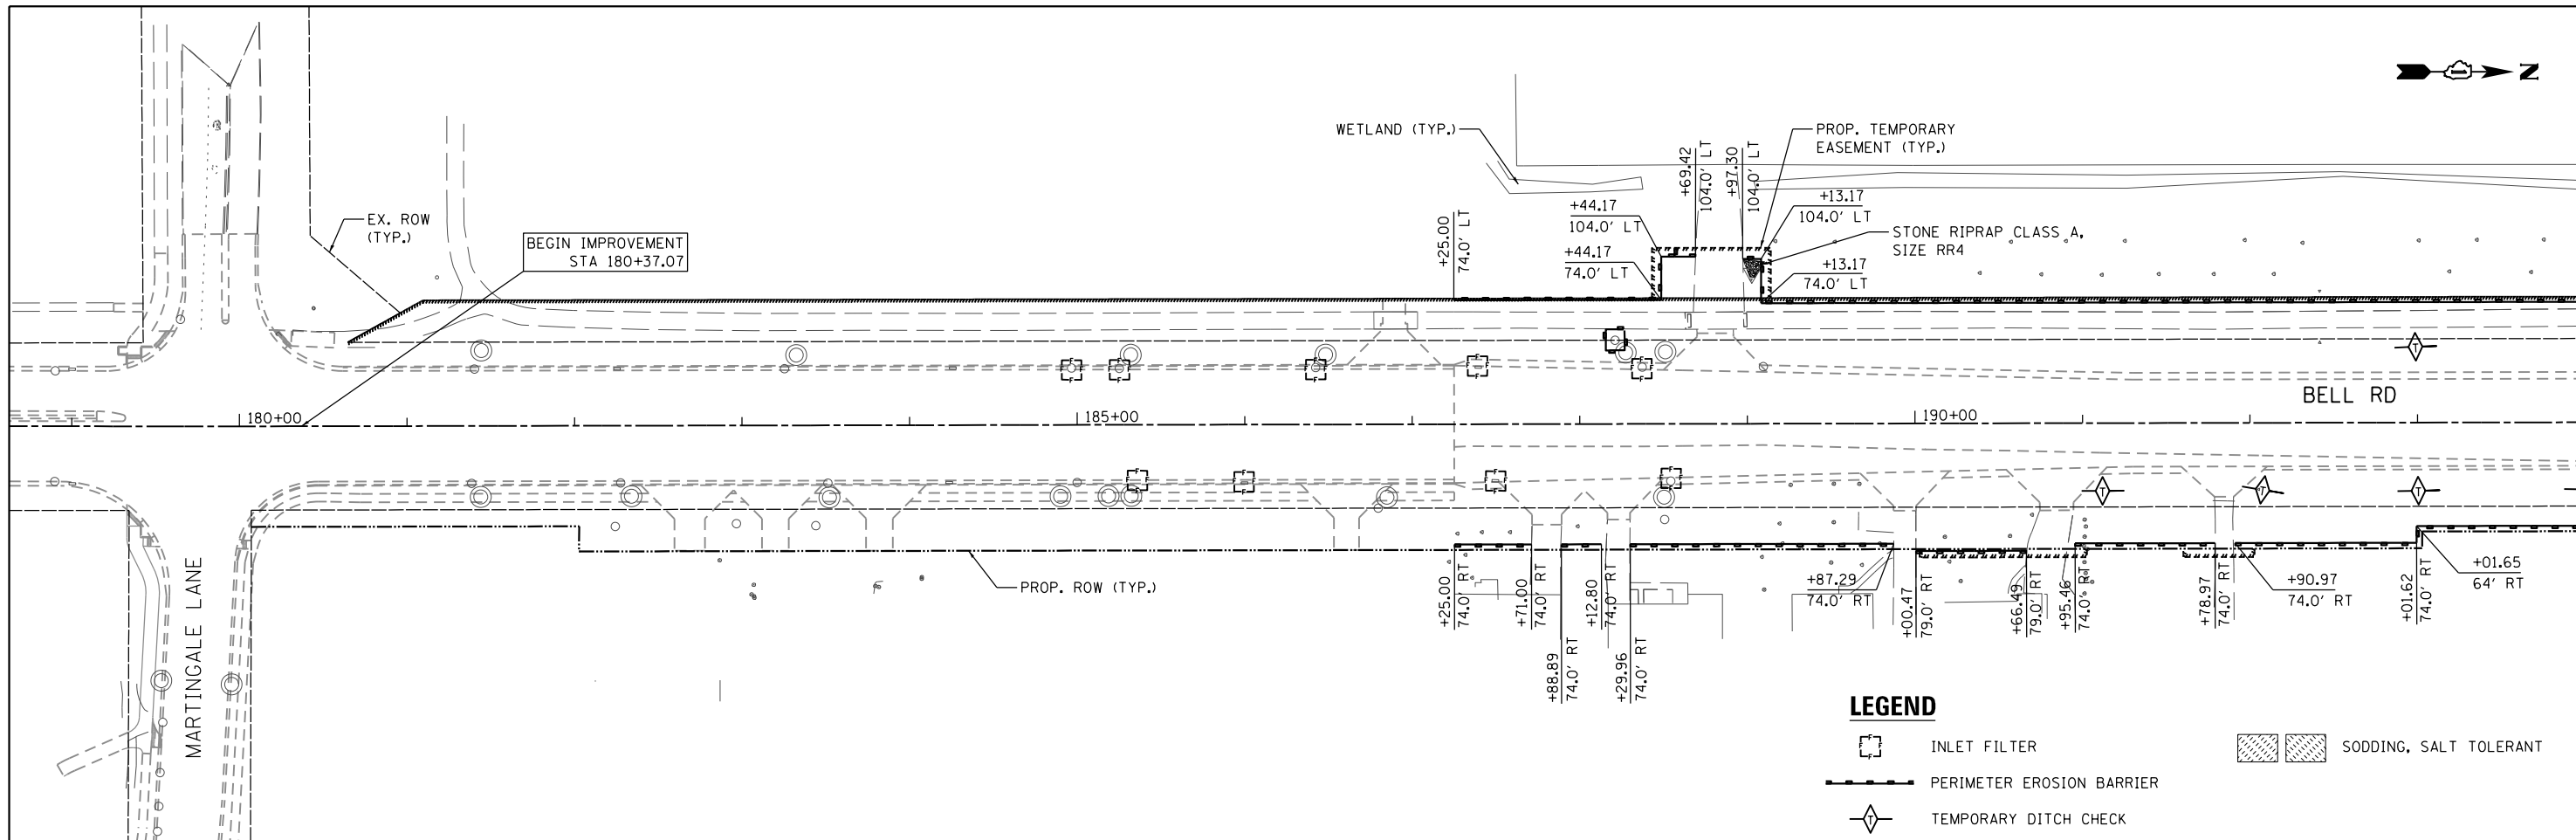 N
WETLAND (TYP.)
PROP. TEMPORARY
EASEMENT (TYP.)
+69.42
104.0' LT
+97.30
104.0' LT
EX. ROW
(TYP.)
+44.17
104.0' LT
+13.17
104.0' LT
BEGIN IMPROVEMENT
STA 180+37.07
+25.00
74.0' LT
+44.17
74.0' LT
STONE RIPRAP CLASS A,
SIZE RR4
+13.17
74.0' LT
F F F F
F F F F
F F F F
F F F F
F F F F
T
BELL RD
180+00
185+00
190+00
F F F F
F F F F
F F F F
F F F F
T
T
T
MARTINGALE LANE
PROP. ROW (TYP.)
+25.00
74.0' RT
+71.00
74.0' RT
+88.89
74.0' RT
+12.80
74.0' RT
+29.96
74.0' RT
+87.29
74.0' RT
+00.47
79.0' RT
+66.49
79.0' RT
+95.46
74.0' RT
+78.97
74.0' RT
+90.97
74.0' RT
+01.62
74.0' RT
+01.65
64' RT
LEGEND
F F F F
INLET FILTER
SODDING, SALT TOLERANT
PERIMETER EROSION BARRIER
T
TEMPORARY DITCH CHECK